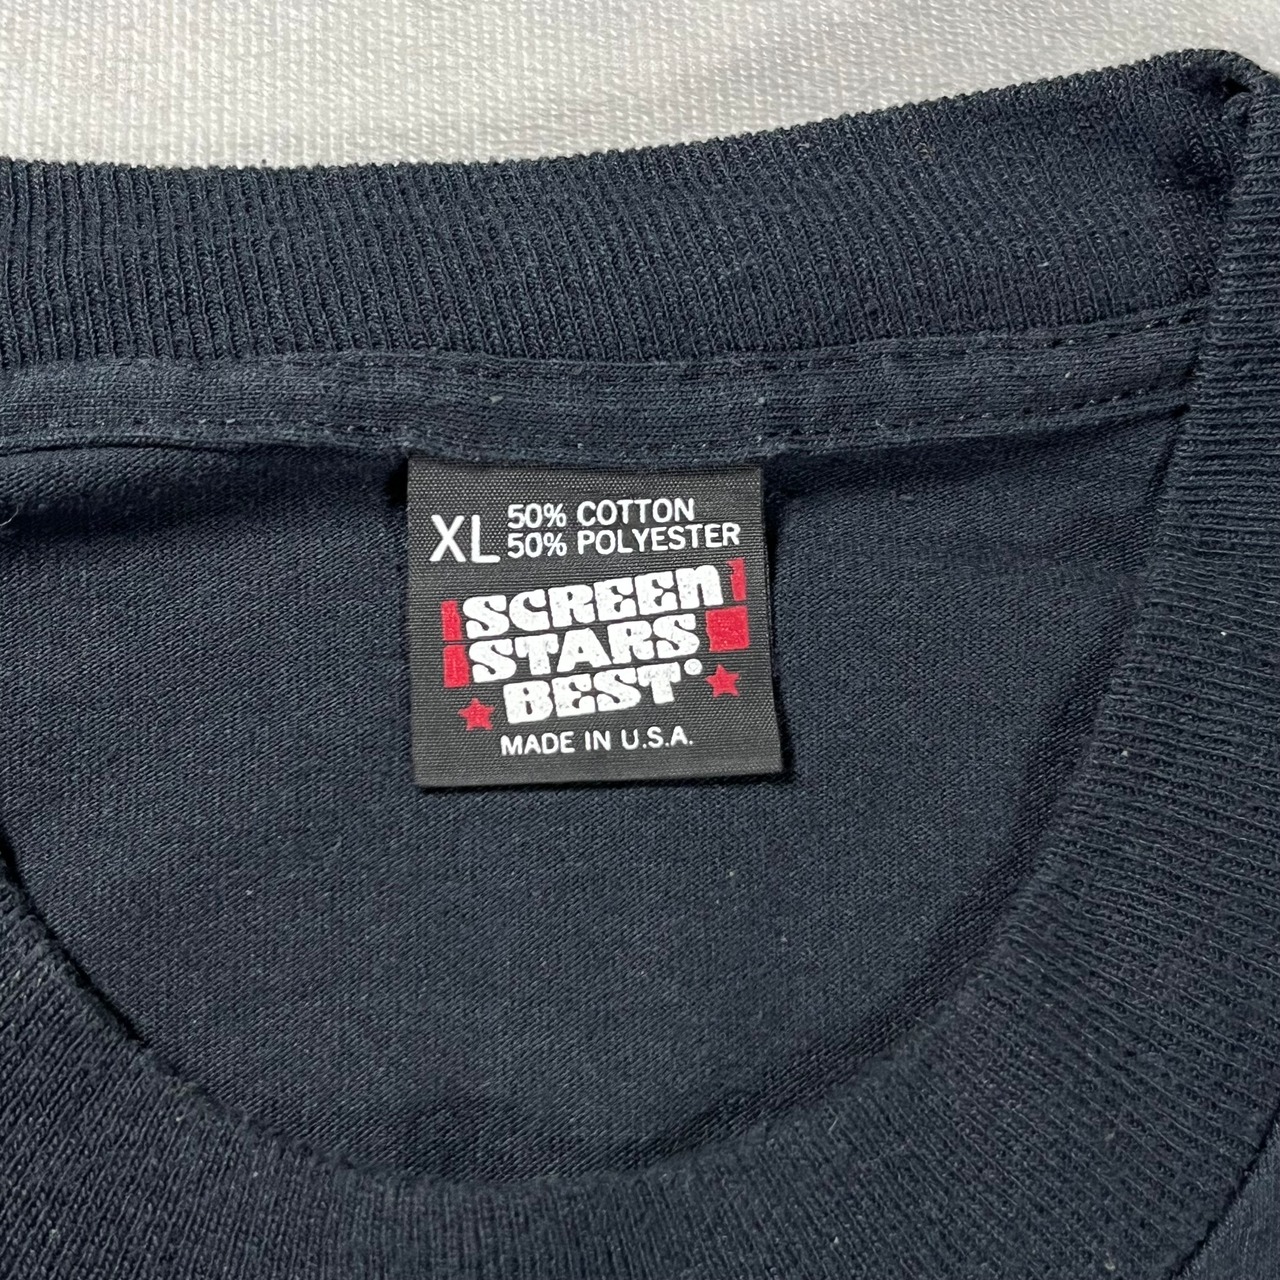 XL 50% COTTON
50% POLYESTER
SCREEN
STARS
BEST®
MADE IN U.S.A.